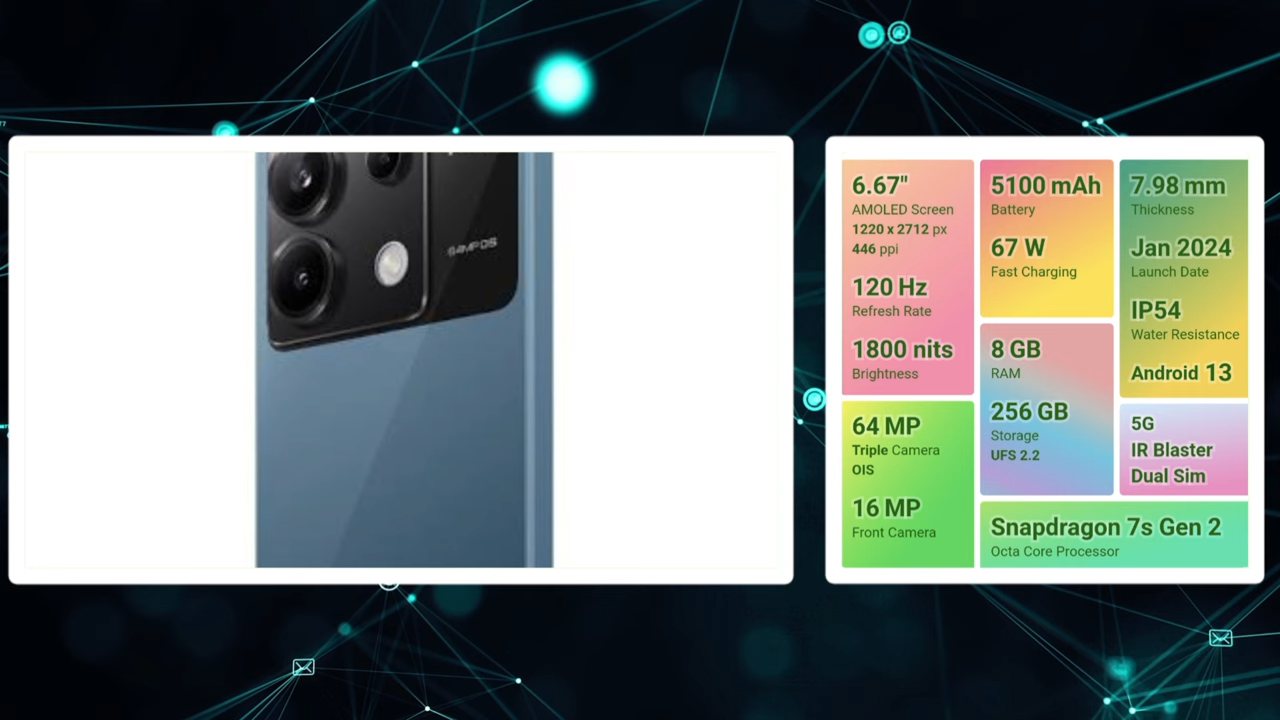 64MP OIS
6.67"
AMOLED Screen
1220 x 2712 px
446 ppi
120 Hz
Refresh Rate
1800 nits
Brightness
64 MP
Triple Camera
OIS
16 MP
Front Camera
5100 mAh
Battery
67 W
Fast Charging
8 GB
RAM
256 GB
Storage
UFS 2.2
7.98 mm
Thickness
Jan 2024
Launch Date
IP54
Water Resistance
Android 13
5G
IR Blaster
Dual Sim
Snapdragon 7s Gen 2
Octa Core Processor